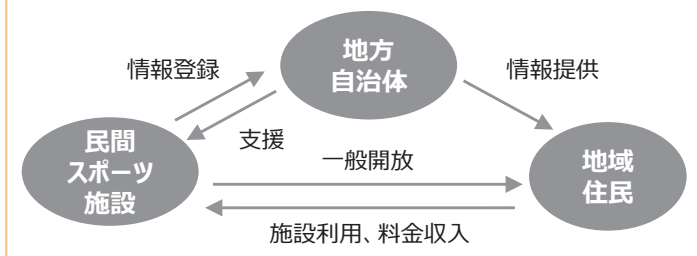 地方
自治体
情報登録
情報提供
支援
民間
スポーツ
施設
一般開放
地域
住民
施設利用、料金収入